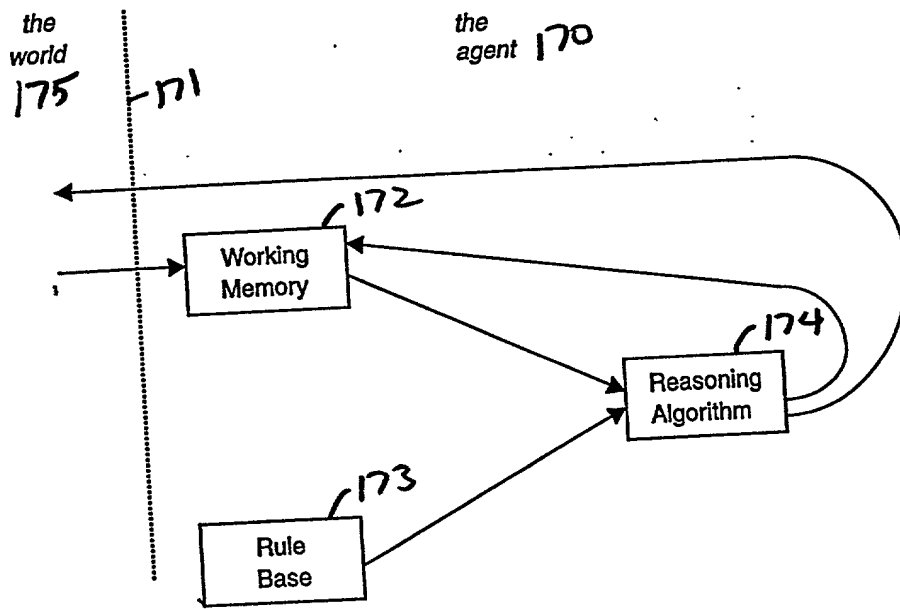 the
world
175
171
the
agent 170
172
Working
Memory
174
Reasoning
Algorithm
173
Rule
Base